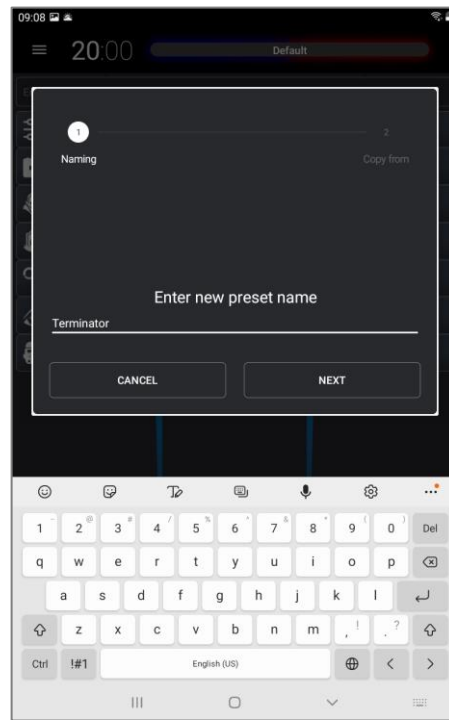 09:08
20:00 Default
1 2
Naming Copy from
Enter new preset name
Terminator
CANCEL NEXT
1 - 2 @ 3 # 4 / 5 % 6 ^ 7 & 8 * 9 ( 0 ) Del
q w e r t y u i o p
a s d f g h j k l
z x c v b n m , ! . ?
Ctrl !#1 English (US) < >